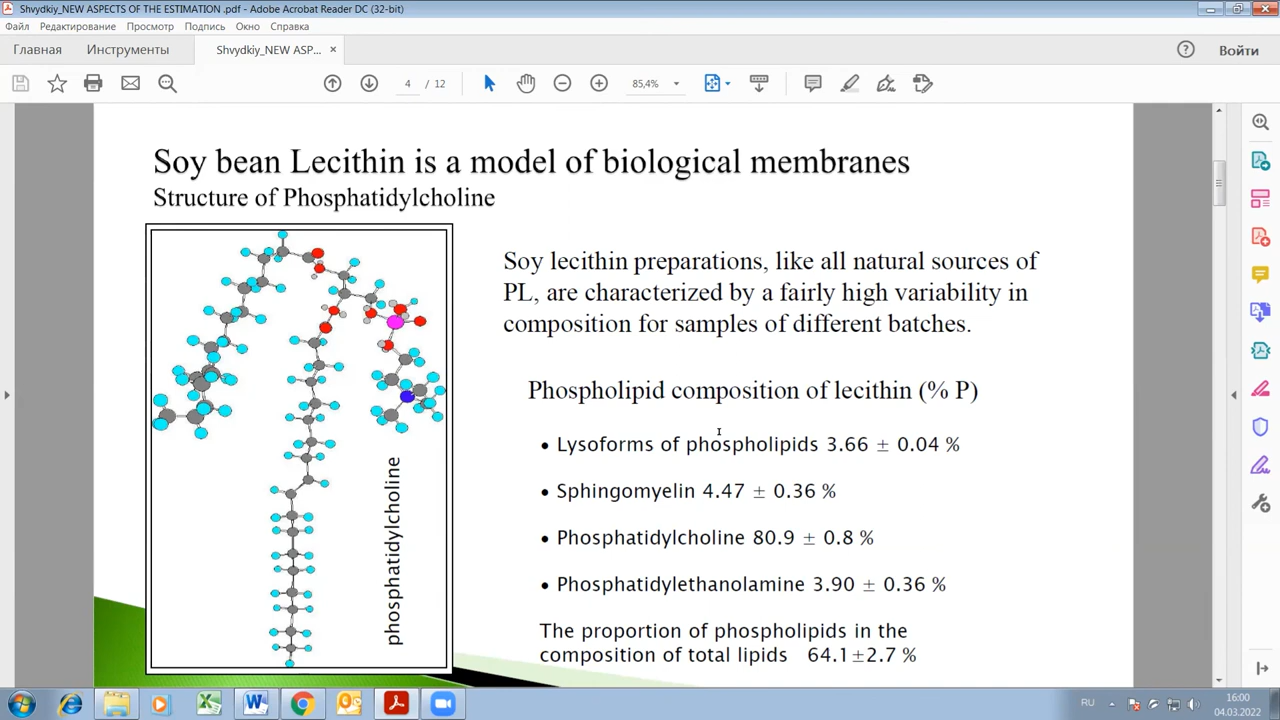 Shvydkiy_NEW ASPECTS OF THE ESTIMATION .pdf - Adobe Acrobat Reader DC (32-bit)
Файл Редактирование Просмотр Подпись Окно Справка
Главная Инструменты Shvydkiy_NEW ASP... × Войти
4 / 12 85,4%
Soy bean Lecithin is a model of biological membranes
Structure of Phosphatidylcholine
phosphatidylcholine
Soy lecithin preparations, like all natural sources of
PL, are characterized by a fairly high variability in
composition for samples of different batches.
Phospholipid composition of lecithin (% P)
• Lysoforms of phospholipids 3.66 ± 0.04 %
• Sphingomyelin 4.47 ± 0.36 %
• Phosphatidylcholine 80.9 ± 0.8 %
• Phosphatidylethanolamine 3.90 ± 0.36 %
The proportion of phospholipids in the
composition of total lipids 64.1±2.7 %
RU 16:00
04.03.2022